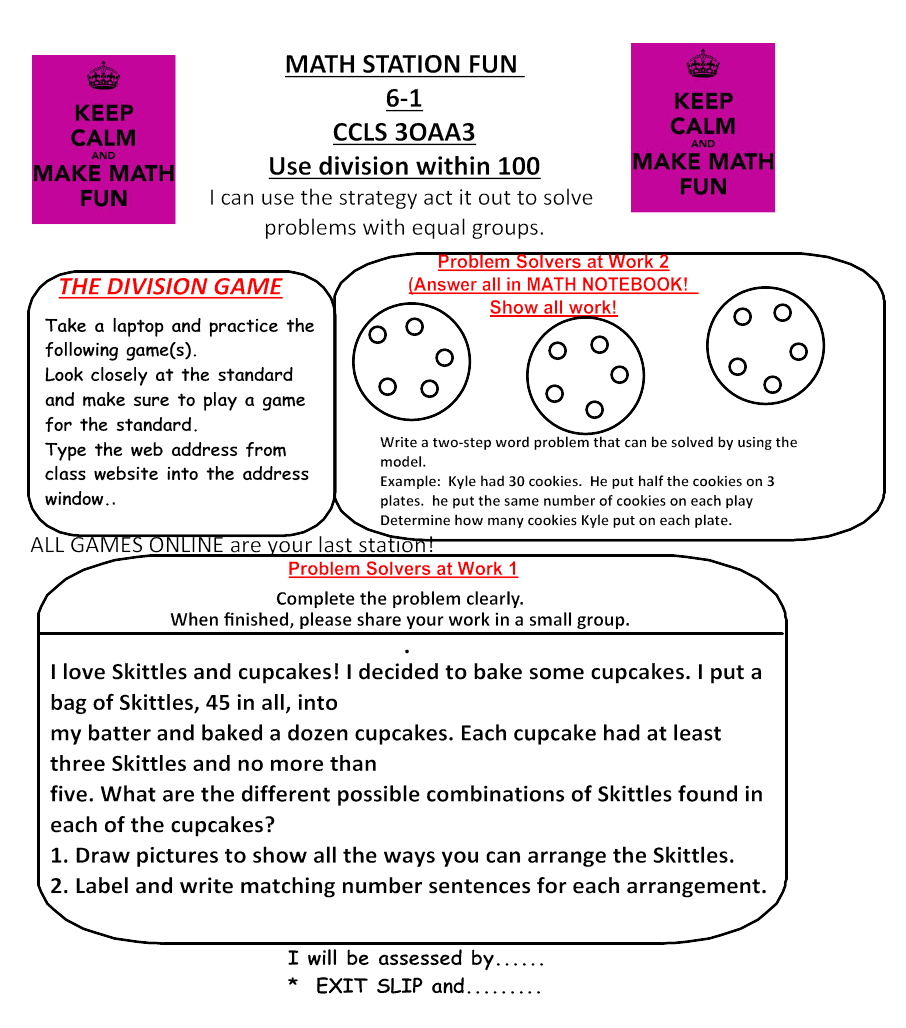 KEEP
CALM
AND
MAKE MATH
FUN
MATH STATION FUN
6-1
CCLS 3OAA3
Use division within 100
I can use the strategy act it out to solve
problems with equal groups.
KEEP
CALM
AND
MAKE MATH
FUN
THE DIVISION GAME
Take a laptop and practice the
following game(s).
Look closely at the standard
and make sure to play a game
for the standard.
Type the web address from
class website into the address
window..
Problem Solvers at Work 2
(Answer all in MATH NOTEBOOK!
Show all work!
Write a two-step word problem that can be solved by using the
model.
Example:  Kyle had 30 cookies.  He put half the cookies on 3
plates.  he put the same number of cookies on each play
Determine how many cookies Kyle put on each plate.
ALL GAMES ONLINE are your last station!
Problem Solvers at Work 1
Complete the problem clearly.
When finished, please share your work in a small group.
.
I love Skittles and cupcakes! I decided to bake some cupcakes. I put a
bag of Skittles, 45 in all, into
my batter and baked a dozen cupcakes. Each cupcake had at least
three Skittles and no more than
five. What are the different possible combinations of Skittles found in
each of the cupcakes?
1. Draw pictures to show all the ways you can arrange the Skittles.
2. Label and write matching number sentences for each arrangement.
I will be assessed by......
*  EXIT SLIP and.........